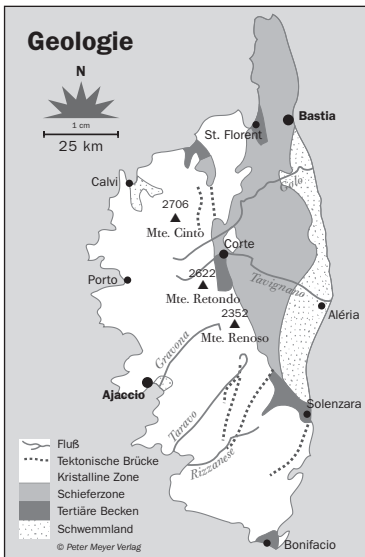 Geologie
N
1 cm
25 km
Bastia
St. Florent
Calvi
Golo
2706
Mte. Cinto
Corte
2622
Mte. Retondo
Tavignano
Porto
2352
Mte. Renoso
Aléria
Gravona
Ajaccio
Taravo
Solenzara
Rizzanese
Fluß
Tektonische Brücke
Kristalline Zone
Schieferzone
Tertiäre Becken
Schwemmland
© Peter Meyer Verlag
Bonifacio